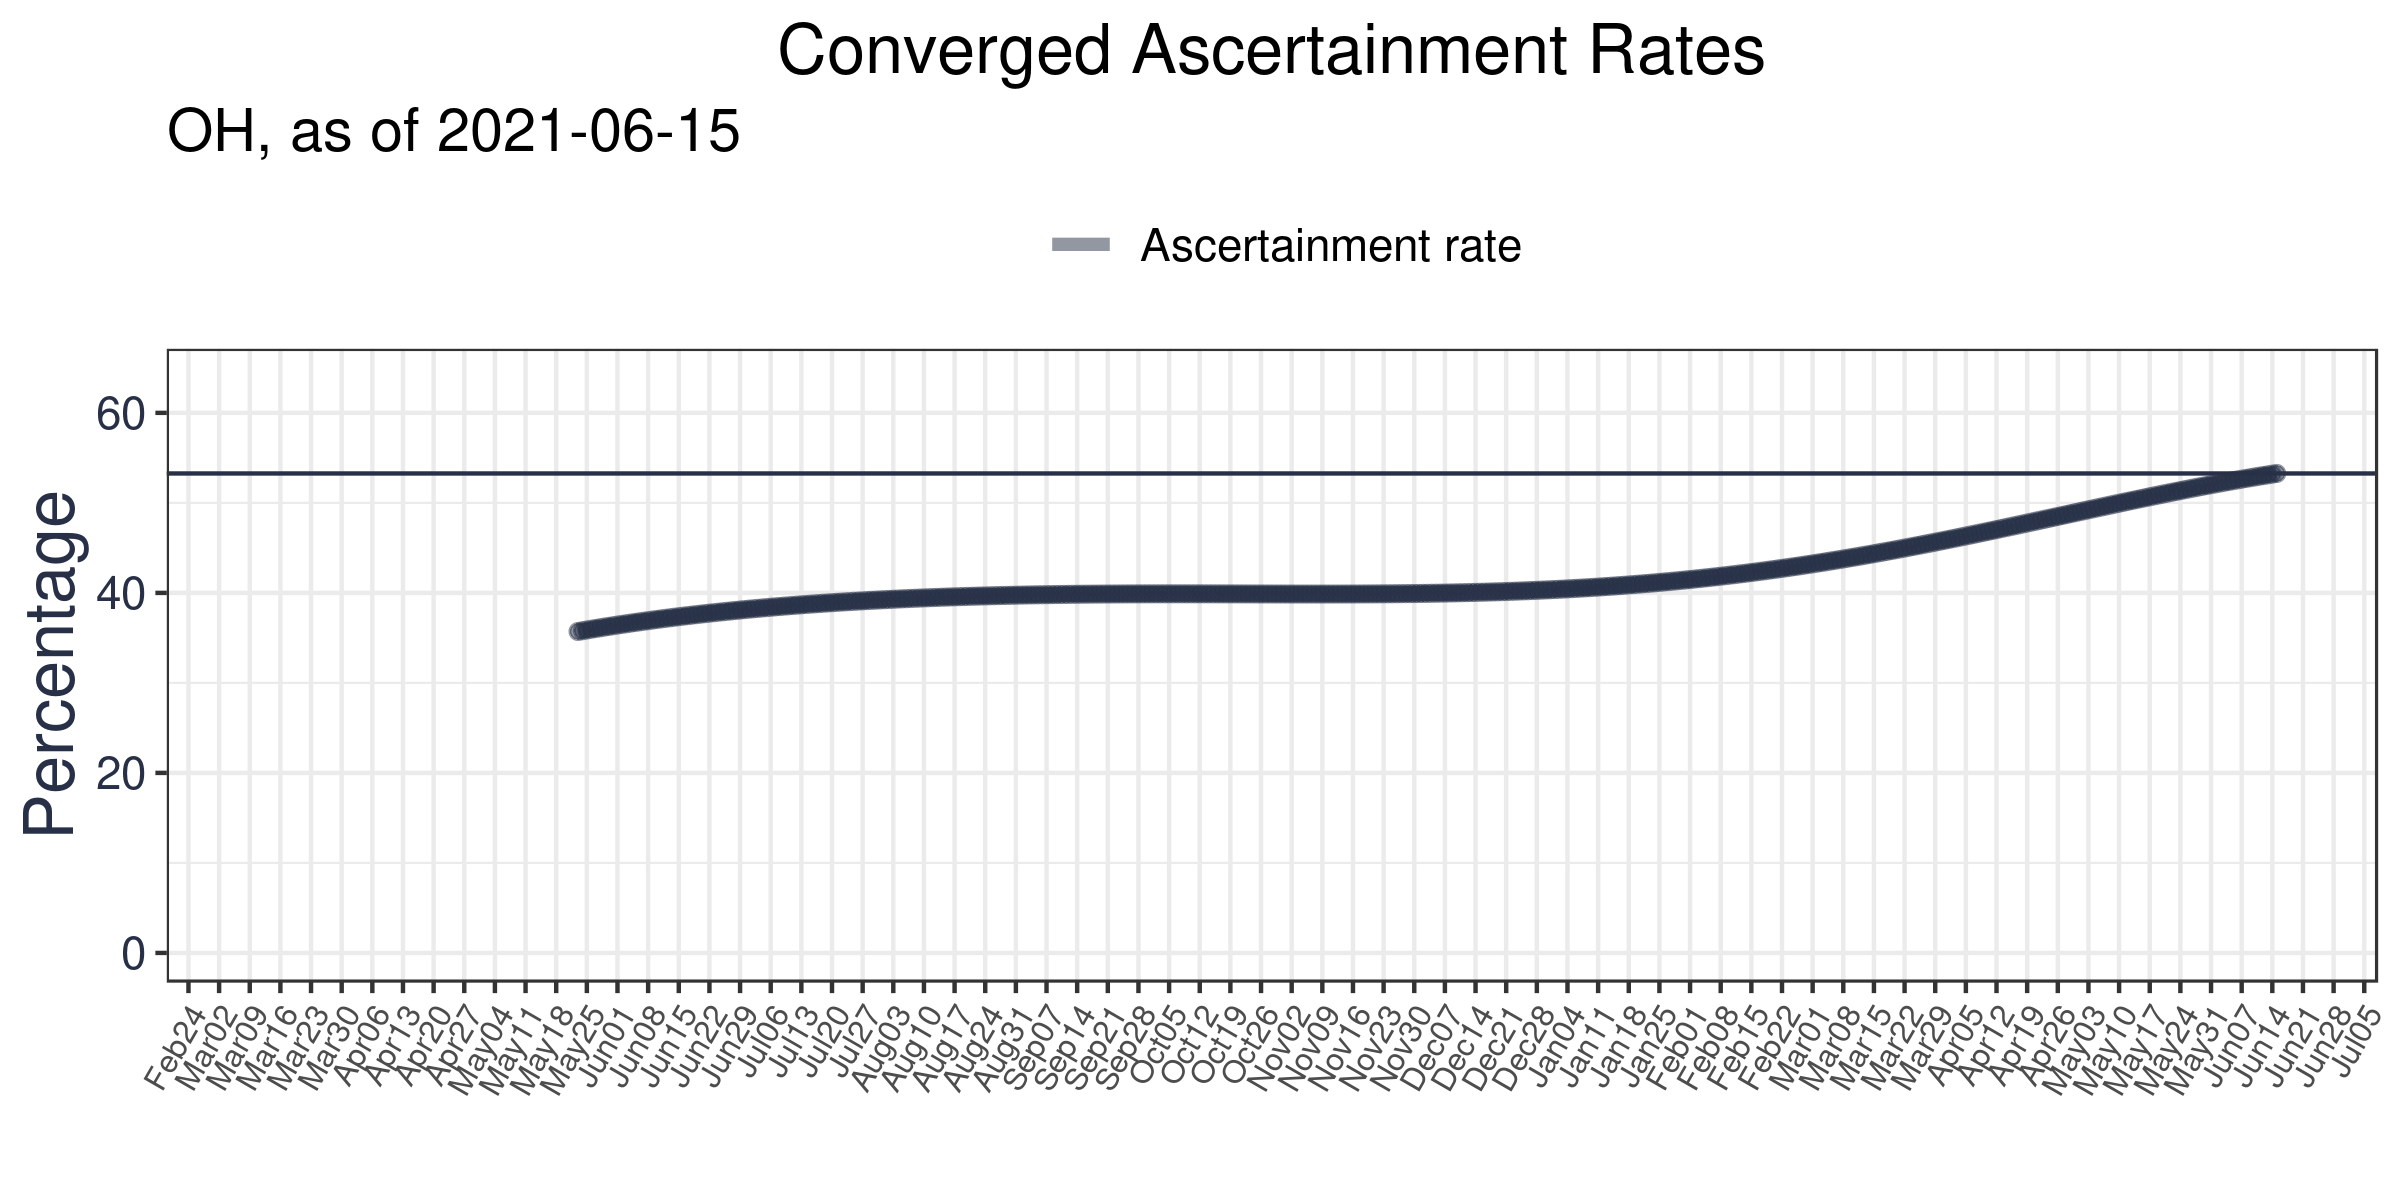 Converged Ascertainment Rates
OH, as of 2021-06-15
Ascertainment rate
Percentage
60
40
20
0
Feb24 Mar02 Mar09 Mar16 Mar23 Mar30 Apr06 Apr13 Apr20 Apr27 May04 May11 May18 May25 Jun01 Jun08 Jun15 Jun22 Jun29 Jul06 Jul13 Jul20 Jul27 Aug03 Aug10 Aug17 Aug24 Aug31 Sep07 Sep14 Sep21 Sep28 Oct05 Oct12 Oct19 Oct26 Nov02 Nov09 Nov16 Nov23 Nov30 Dec07 Dec14 Dec21 Dec28 Jan04 Jan11 Jan18 Jan25 Feb01 Feb08 Feb15 Feb22 Mar01 Mar08 Mar15 Mar22 Mar29 Apr05 Apr12 Apr19 Apr26 May03 May10 May17 May24 May31 Jun07 Jun14 Jun21 Jun28 Jul05